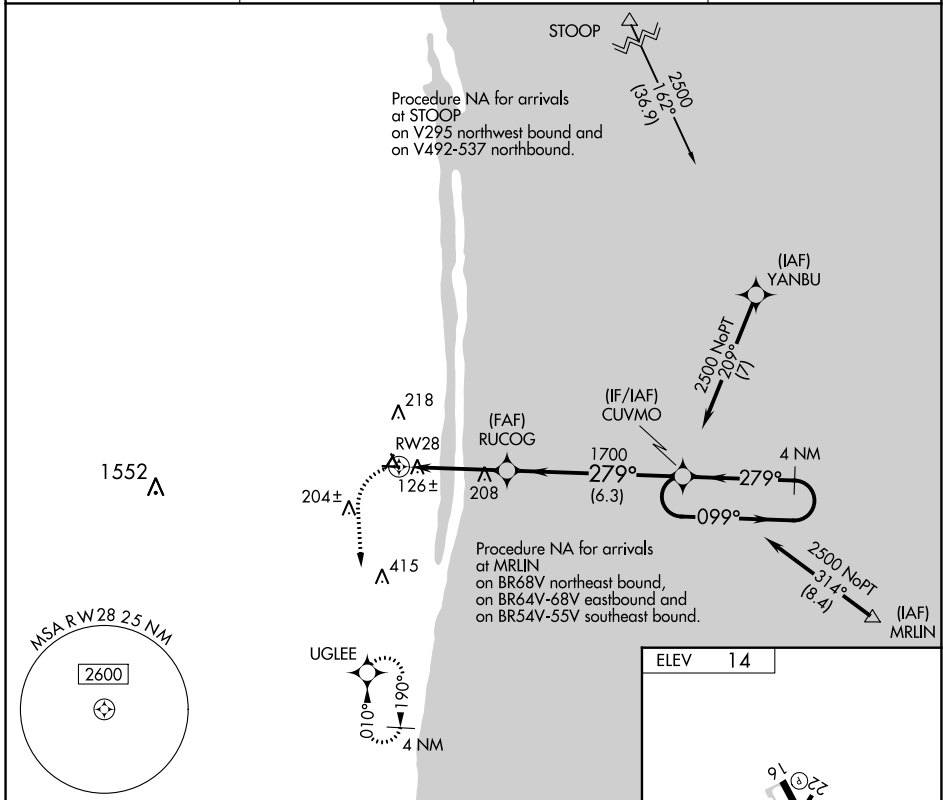 STOOP
2500
162°
(36.9)
Procedure NA for arrivals
at STOOP
on V295 northwest bound and
on V492-537 northbound.
(IAF)
YANBU
2500 NoPT
209°
(7)
(IF/IAF)
CUVMO
218
(FAF)
RUCOG
RW28
1700
279°
(6.3)
4 NM
279°
099°
1552
126±
208
204±
415
Procedure NA for arrivals
at MRLIN
on BR68V northeast bound,
on BR64V-68V eastbound and
on BR54V-55V southeast bound.
2500 NoPT
314°
(8.4)
(IAF)
MRLIN
MSA RW28 25 NM
2600
UGLEE
190°
010°
4 NM
ELEV 14
16
22